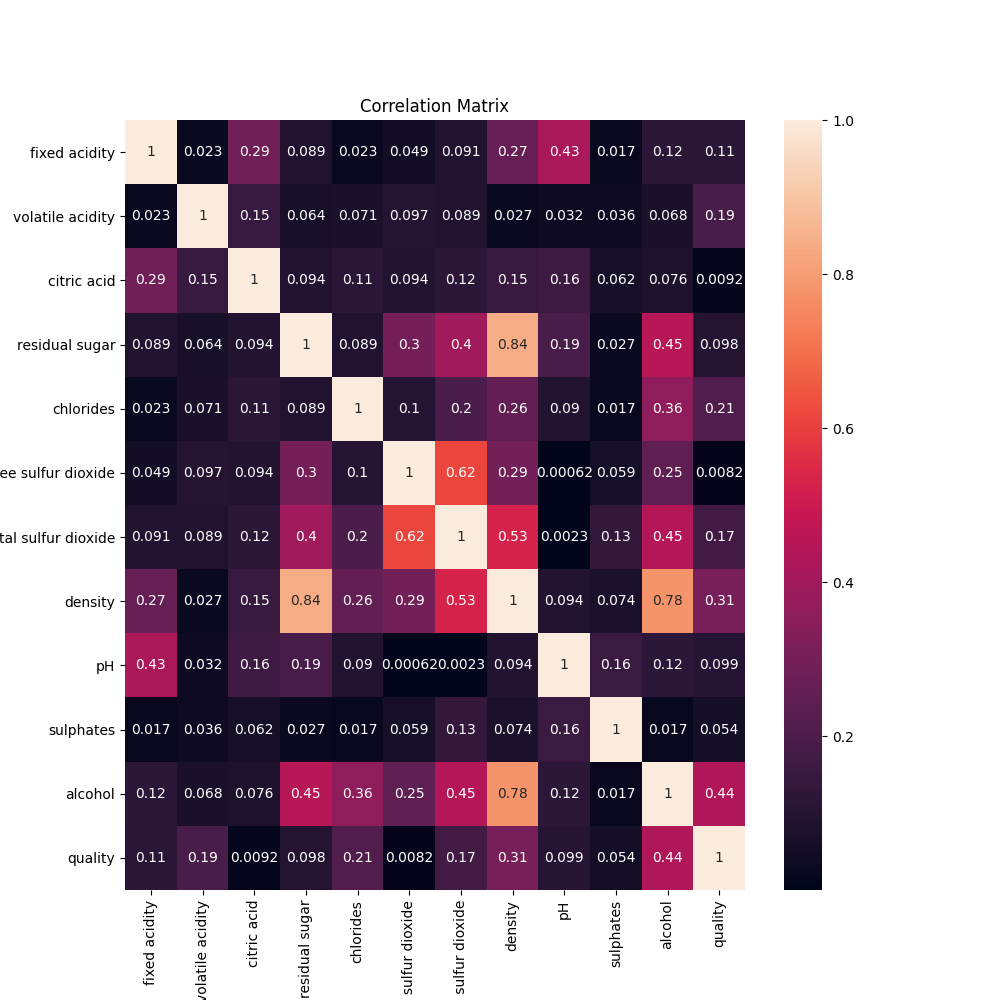 Correlation Matrix
fixed acidity 1 0.023 0.29 0.089 0.023 0.049 0.091 0.27 0.43 0.017 0.12 0.11
volatile acidity 0.023 1 0.15 0.064 0.071 0.097 0.089 0.027 0.032 0.036 0.068 0.19
citric acid 0.29 0.15 1 0.094 0.11 0.094 0.12 0.15 0.16 0.062 0.076 0.0092
residual sugar 0.089 0.064 0.094 1 0.089 0.3 0.4 0.84 0.19 0.027 0.45 0.098
chlorides 0.023 0.071 0.11 0.089 1 0.1 0.2 0.26 0.09 0.017 0.36 0.21
ee sulfur dioxide 0.049 0.097 0.094 0.3 0.1 1 0.62 0.29 0.00062 0.059 0.25 0.0082
tal sulfur dioxide 0.091 0.089 0.12 0.4 0.2 0.62 1 0.53 0.0023 0.13 0.45 0.17
density 0.27 0.027 0.15 0.84 0.26 0.29 0.53 1 0.094 0.074 0.78 0.31
pH 0.43 0.032 0.16 0.19 0.09 0.00062 0.0023 0.094 1 0.16 0.12 0.099
sulphates 0.017 0.036 0.062 0.027 0.017 0.059 0.13 0.074 0.16 1 0.017 0.054
alcohol 0.12 0.068 0.076 0.45 0.36 0.25 0.45 0.78 0.12 0.017 1 0.44
quality 0.11 0.19 0.0092 0.098 0.21 0.0082 0.17 0.31 0.099 0.054 0.44 1
fixed acidity
volatile acidity
citric acid
residual sugar
chlorides
sulfur dioxide
sulfur dioxide
density
pH
sulphates
alcohol
quality
1.0
0.8
0.6
0.4
0.2